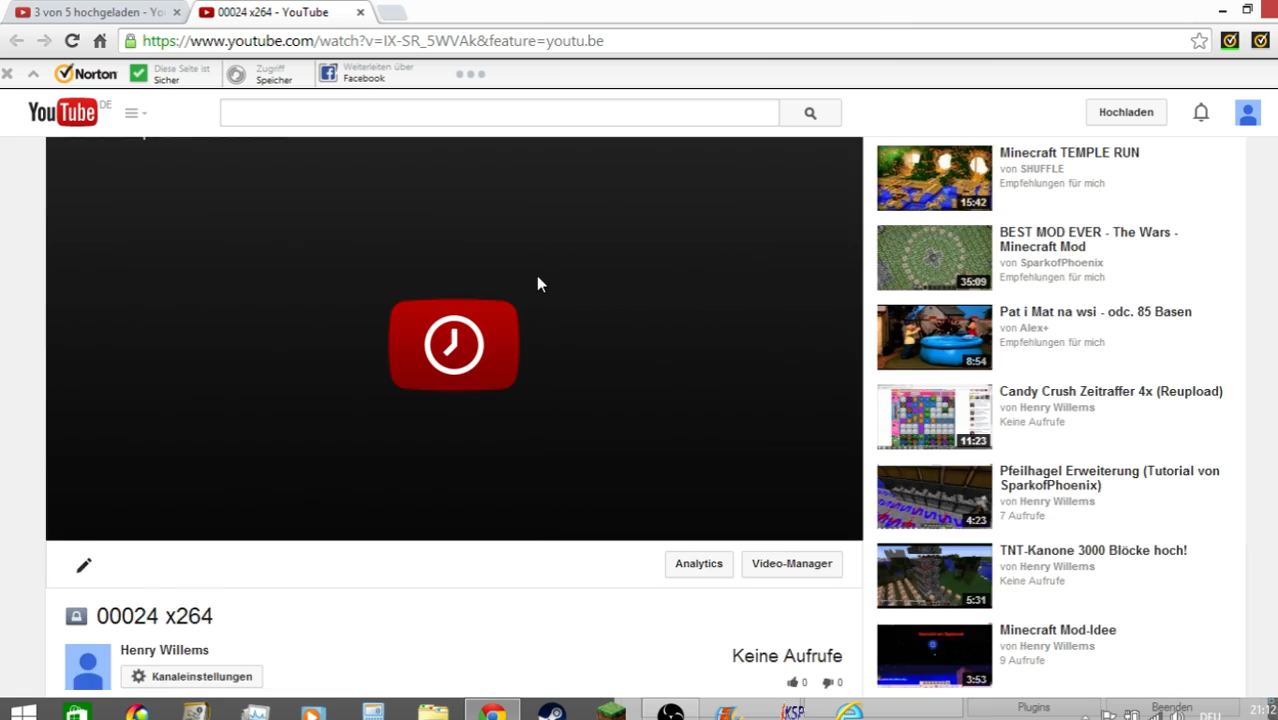 3 von 5 hochgeladen - You
00024 x264 - YouTube
https://www.youtube.com/watch?v=IX-SR_5WVAk&feature=youtu.be
Norton
Diese Seite ist
Sicher
Zugriff
Speicher
Weiterleiten über
Facebook
YouTube DE
Hochladen
Minecraft TEMPLE RUN
von SHUFFLE
Empfehlungen für mich
15:42
BEST MOD EVER - The Wars -
Minecraft Mod
von SparkofPhoenix
Empfehlungen für mich
35:09
Pat i Mat na wsi - odc. 85 Basen
von Alex+
Empfehlungen für mich
8:54
Candy Crush Zeitraffer 4x (Reupload)
von Henry Willems
Keine Aufrufe
11:23
Pfeilhagel Erweiterung (Tutorial von
SparkofPhoenix)
von Henry Willems
7 Aufrufe
4:23
TNT-Kanone 3000 Blöcke hoch!
von Henry Willems
Keine Aufrufe
5:31
Minecraft Mod-Idee
von Henry Willems
9 Aufrufe
3:53
Analytics
Video-Manager
00024 x264
Henry Willems
Kanaleinstellungen
Keine Aufrufe
0 0
Plugins
Beenden
KSP
DEU
21:12